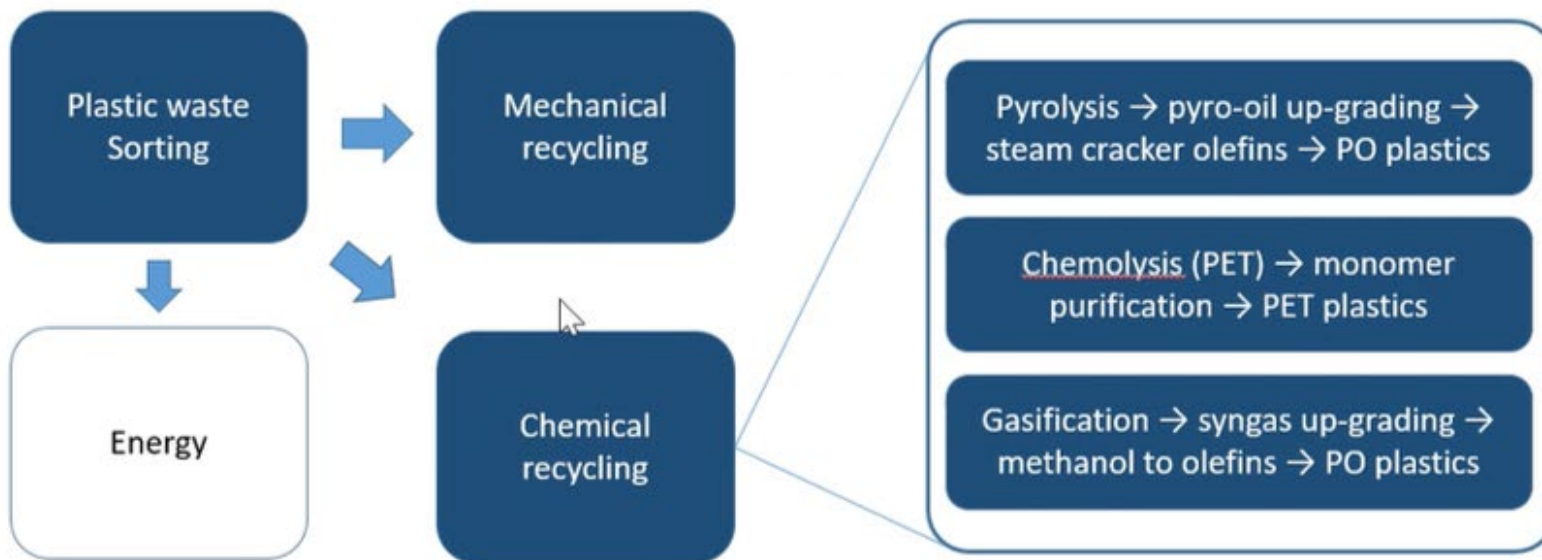 Plastic waste
Sorting
Mechanical
recycling
Energy
Chemical
recycling
Pyrolysis → pyro-oil up-grading →
steam cracker olefins → PO plastics
Chemolysis (PET) → monomer
purification → PET plastics
Gasification → syngas up-grading →
methanol to olefins → PO plastics